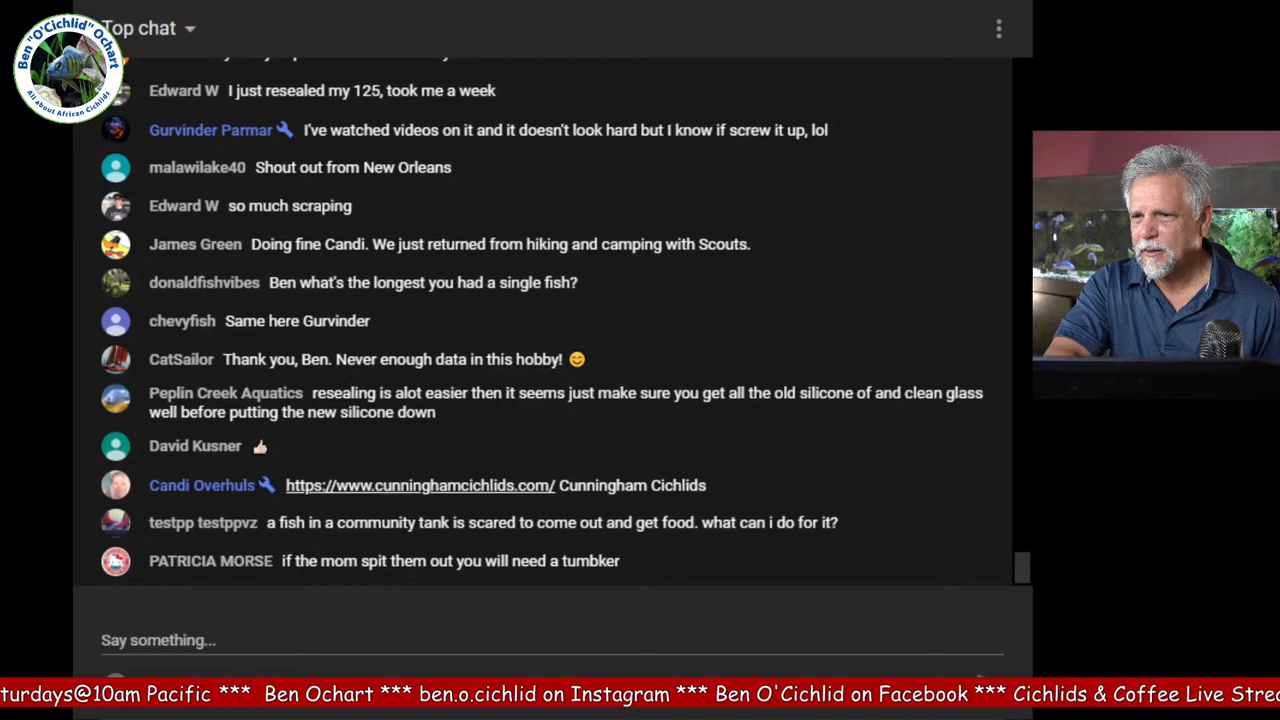 Ben "O'Cichlid" Ochart
All about African Cichlids
Top chat
Edward W I just resealed my 125, took me a week
Gurvinder Parmar I've watched videos on it and it doesn't look hard but I know if screw it up, lol
malawilake40 Shout out from New Orleans
Edward W so much scraping
James Green Doing fine Candi. We just returned from hiking and camping with Scouts.
donaldfishvibes Ben what's the longest you had a single fish?
chevyfish Same here Gurvinder
CatSailor Thank you, Ben. Never enough data in this hobby! 😊
Peplin Creek Aquatics resealing is alot easier then it seems just make sure you get all the old silicone of and clean glass
well before putting the new silicone down
David Kusner 👍🏻
Candi Overhuls https://www.cunninghamcichlids.com/ Cunningham Cichlids
testpp testppvz a fish in a community tank is scared to come out and get food. what can i do for it?
PATRICIA MORSE if the mom spit them out you will need a tumbker
Say something...
turdays@10am Pacific *** Ben Ochart *** ben.o.cichlid on Instagram *** Ben O'Cichlid on Facebook *** Cichlids & Coffee Live Strea